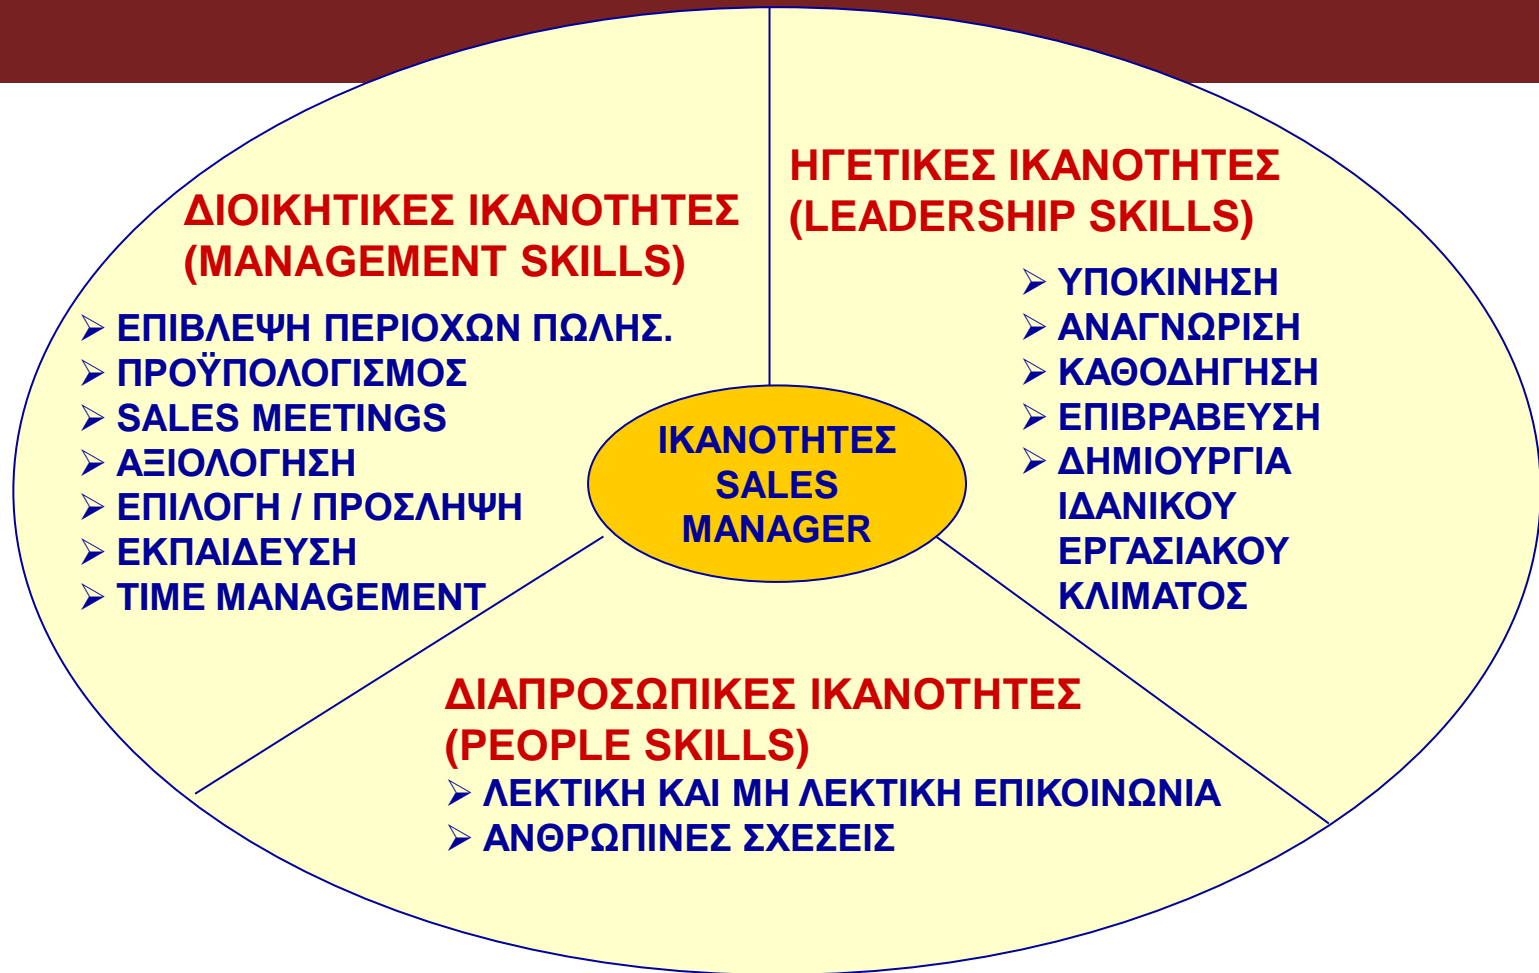 ΔΙΟΙΚΗΤΙΚΕΣ ΙΚΑΝΟΤΗΤΕΣ
(MANAGEMENT SKILLS)
➢ ΕΠΙΒΛΕΨΗ ΠΕΡΙΟΧΩΝ ΠΩΛΗΣ.
➢ ΠΡΟΫΠΟΛΟΓΙΣΜΟΣ
➢ SALES MEETINGS
➢ ΑΞΙΟΛΟΓΗΣΗ
➢ ΕΠΙΛΟΓΗ / ΠΡΟΣΛΗΨΗ
➢ ΕΚΠΑΙΔΕΥΣΗ
➢ TIME MANAGEMENT
ΗΓΕΤΙΚΕΣ ΙΚΑΝΟΤΗΤΕΣ
(LEADERSHIP SKILLS)
➢ ΥΠΟΚΙΝΗΣΗ
➢ ΑΝΑΓΝΩΡΙΣΗ
➢ ΚΑΘΟΔΗΓΗΣΗ
➢ ΕΠΙΒΡΑΒΕΥΣΗ
➢ ΔΗΜΙΟΥΡΓΙΑ
ΙΔΑΝΙΚΟΥ
ΕΡΓΑΣΙΑΚΟΥ
ΚΛΙΜΑΤΟΣ
ΙΚΑΝΟΤΗΤΕΣ
SALES
MANAGER
ΔΙΑΠΡΟΣΩΠΙΚΕΣ ΙΚΑΝΟΤΗΤΕΣ
(PEOPLE SKILLS)
➢ ΛΕΚΤΙΚΗ ΚΑΙ ΜΗ ΛΕΚΤΙΚΗ ΕΠΙΚΟΙΝΩΝΙΑ
➢ ΑΝΘΡΩΠΙΝΕΣ ΣΧΕΣΕΙΣ